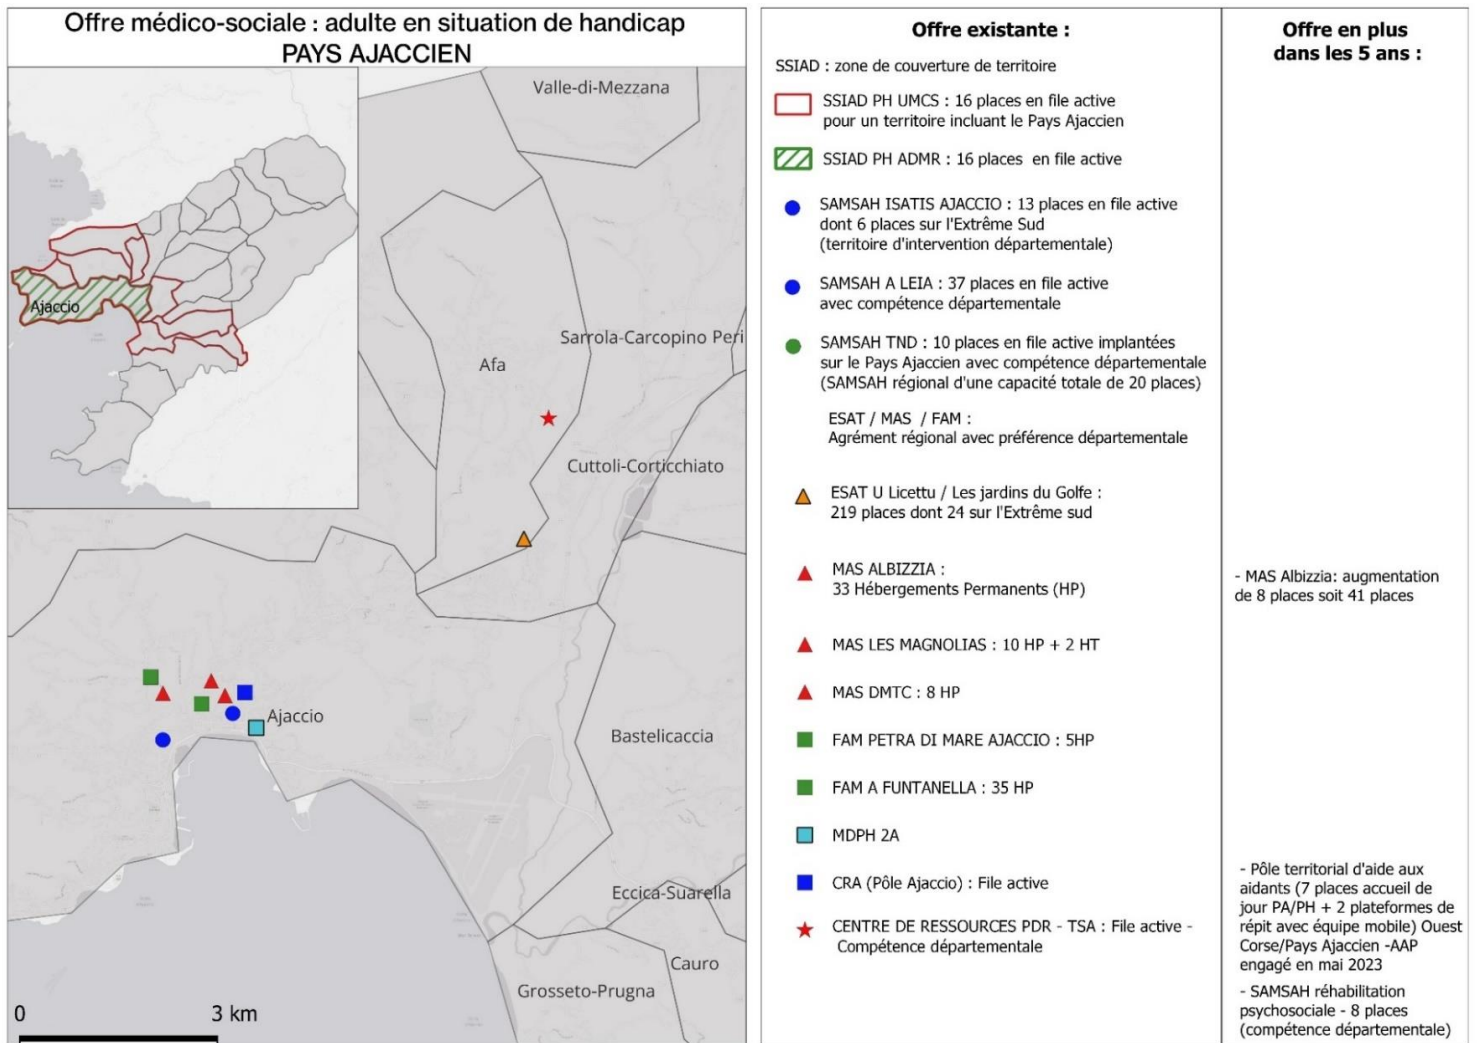 Offre médico-sociale : adulte en situation de handicap
PAYS AJACCIEN
Ajaccio
Valle-di-Mezzana
Sarrola-Carcopino Peri
Afa
Cuttoli-Corticchiato
Ajaccio
Bastelicaccia
Eccica-Suarella
Cauro
Grosseto-Prugna
0 3 km
Offre existante :
SSIAD : zone de couverture de territoire
SSIAD PH UMCS : 16 places en file active
pour un territoire incluant le Pays Ajaccien
SSIAD PH ADMR : 16 places en file active
SAMSAH ISATIS AJACCIO : 13 places en file active
dont 6 places sur l'Extrême Sud
(territoire d'intervention départementale)
SAMSAH A LEIA : 37 places en file active
avec compétence départementale
SAMSAH TND : 10 places en file active implantées
sur le Pays Ajaccien avec compétence départementale
(SAMSAH régional d'une capacité totale de 20 places)
ESAT / MAS / FAM :
Agrément régional avec préférence départementale
ESAT U Licettu / Les jardins du Golfe :
219 places dont 24 sur l'Extrême sud
MAS ALBIZZIA :
33 Hébergements Permanents (HP)
MAS LES MAGNOLIAS : 10 HP + 2 HT
MAS DMTC : 8 HP
FAM PETRA DI MARE AJACCIO : 5HP
FAM A FUNTANELLA : 35 HP
MDPH 2A
CRA (Pôle Ajaccio) : File active
CENTRE DE RESSOURCES PDR - TSA : File active -
Compétence départementale
Offre en plus
dans les 5 ans :
- MAS Albizzia: augmentation
de 8 places soit 41 places
- Pôle territorial d'aide aux
aidants (7 places accueil de
jour PA/PH + 2 plateformes de
répit avec équipe mobile) Ouest
Corse/Pays Ajaccien -AAP
engagé en mai 2023
- SAMSAH réhabilitation
psychosociale - 8 places
(compétence départementale)